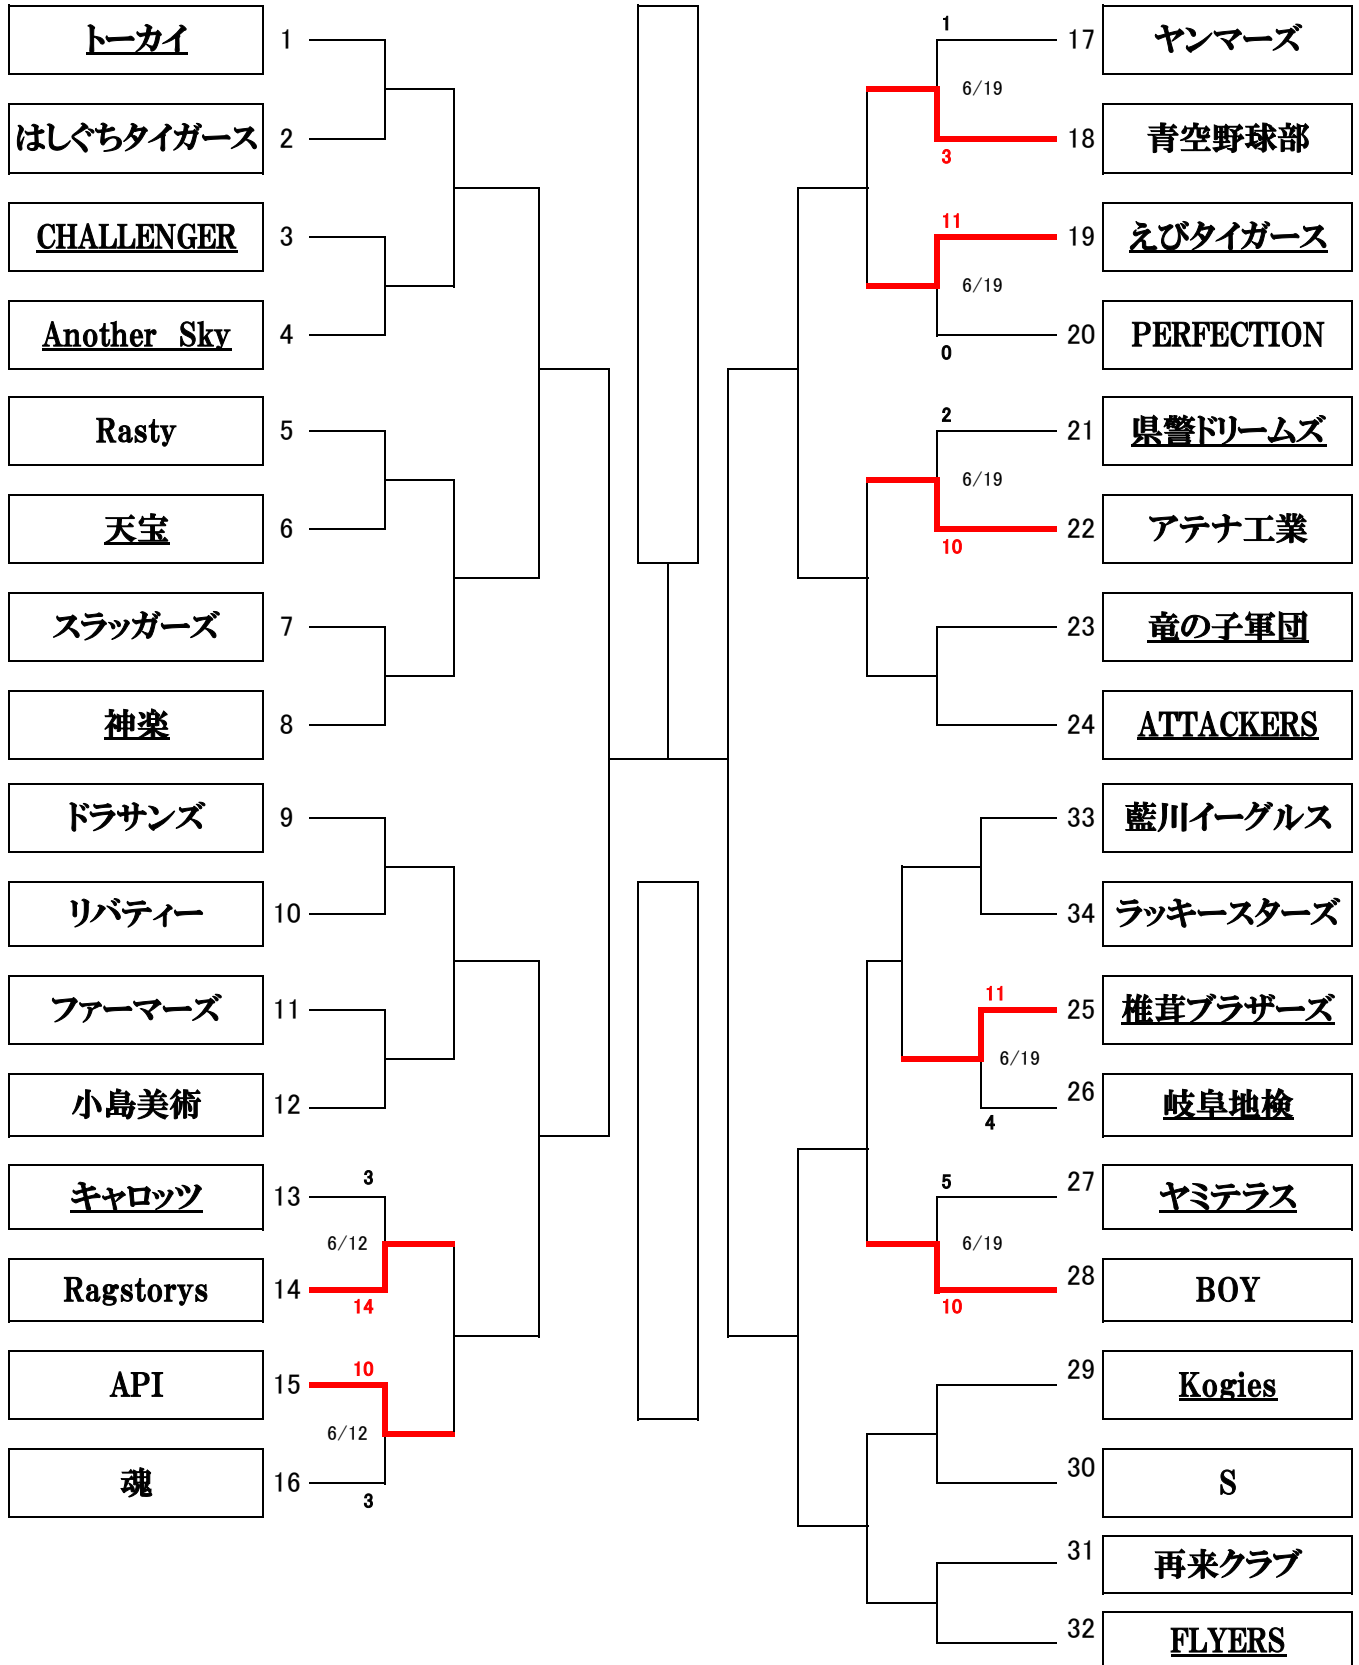 トーカイ 1
はしぐちタイガース 2
CHALLENGER 3
Another Sky 4
Rasty 5
天宝 6
スラッガーズ 7
神楽 8
ドラサンズ 9
リバティー 10
ファーマーズ 11
小島美術 12
3
キャロッツ 13
6/12
Ragstorys 14
14
10
API 15
6/12
魂 16
3
1
17 ヤンマーズ
6/19
18 青空野球部
3
11
19 えびタイガース
6/19
20 PERFECTION
0
2
21 県警ドリームズ
6/19
22 アテナ工業
10
23 竜の子軍団
24 ATTACKERS
33 藍川イーグルス
34 ラッキースターズ
11
25 椎茸ブラザーズ
6/19
26 岐阜地検
4
5
27 ヤミテラス
6/19
28 BOY
10
29 Kogies
30 S
31 再来クラブ
32 FLYERS